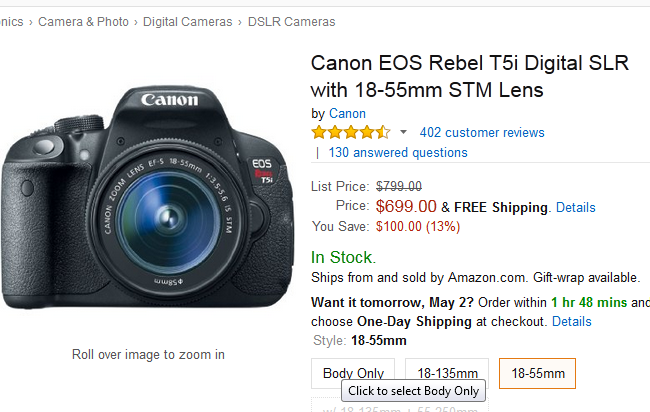 nics › Camera & Photo › Digital Cameras › DSLR Cameras
Canon EOS Rebel T5i Digital SLR
with 18-55mm STM Lens
by Canon
402 customer reviews
| 130 answered questions
List Price: $799.00
Price: $699.00 & FREE Shipping. Details
You Save: $100.00 (13%)
In Stock.
Ships from and sold by Amazon.com. Gift-wrap available.
Want it tomorrow, May 2? Order within 1 hr 48 mins and
choose One-Day Shipping at checkout. Details
Style: 18-55mm
Body Only 18-135mm 18-55mm
Click to select Body Only
w/ 18-135mm + 55-250mm
Canon
EOS
Rebel
T5i
CANON ZOOM LENS EF-S 18-55mm 1:3.5-5.6 IS STM
ø58mm
Roll over image to zoom in